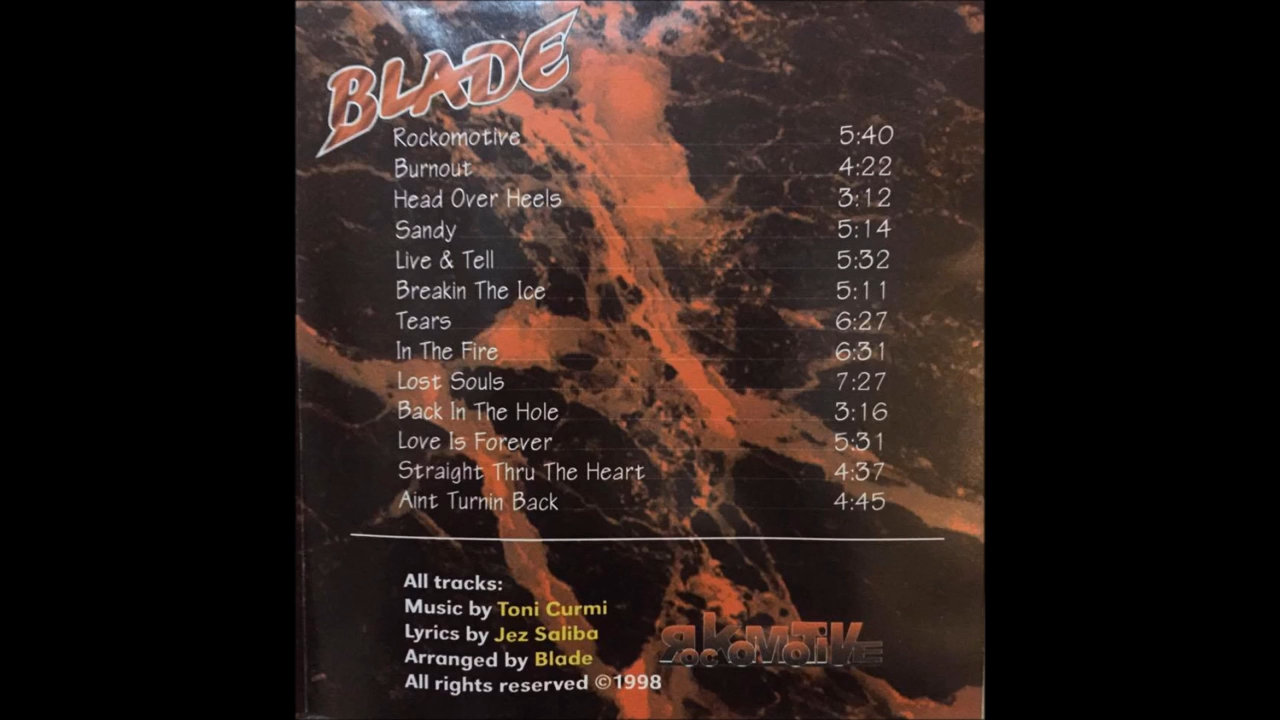 BLADE
Rockomotive 5:40
Burnout 4:22
Head Over Heels 3:12
Sandy 5:14
Live & Tell 5:32
Breakin The Ice 5:11
Tears 6:27
In The Fire 6:31
Lost Souls 7:27
Back In The Hole 3:16
Love Is Forever 5:31
Straight Thru The Heart 4:37
Aint Turnin Back 4:45
All tracks:
Music by Toni Curmi
Lyrics by Jez Saliba
Arranged by Blade
All rights reserved ©1998
ROCKOMOTIVE